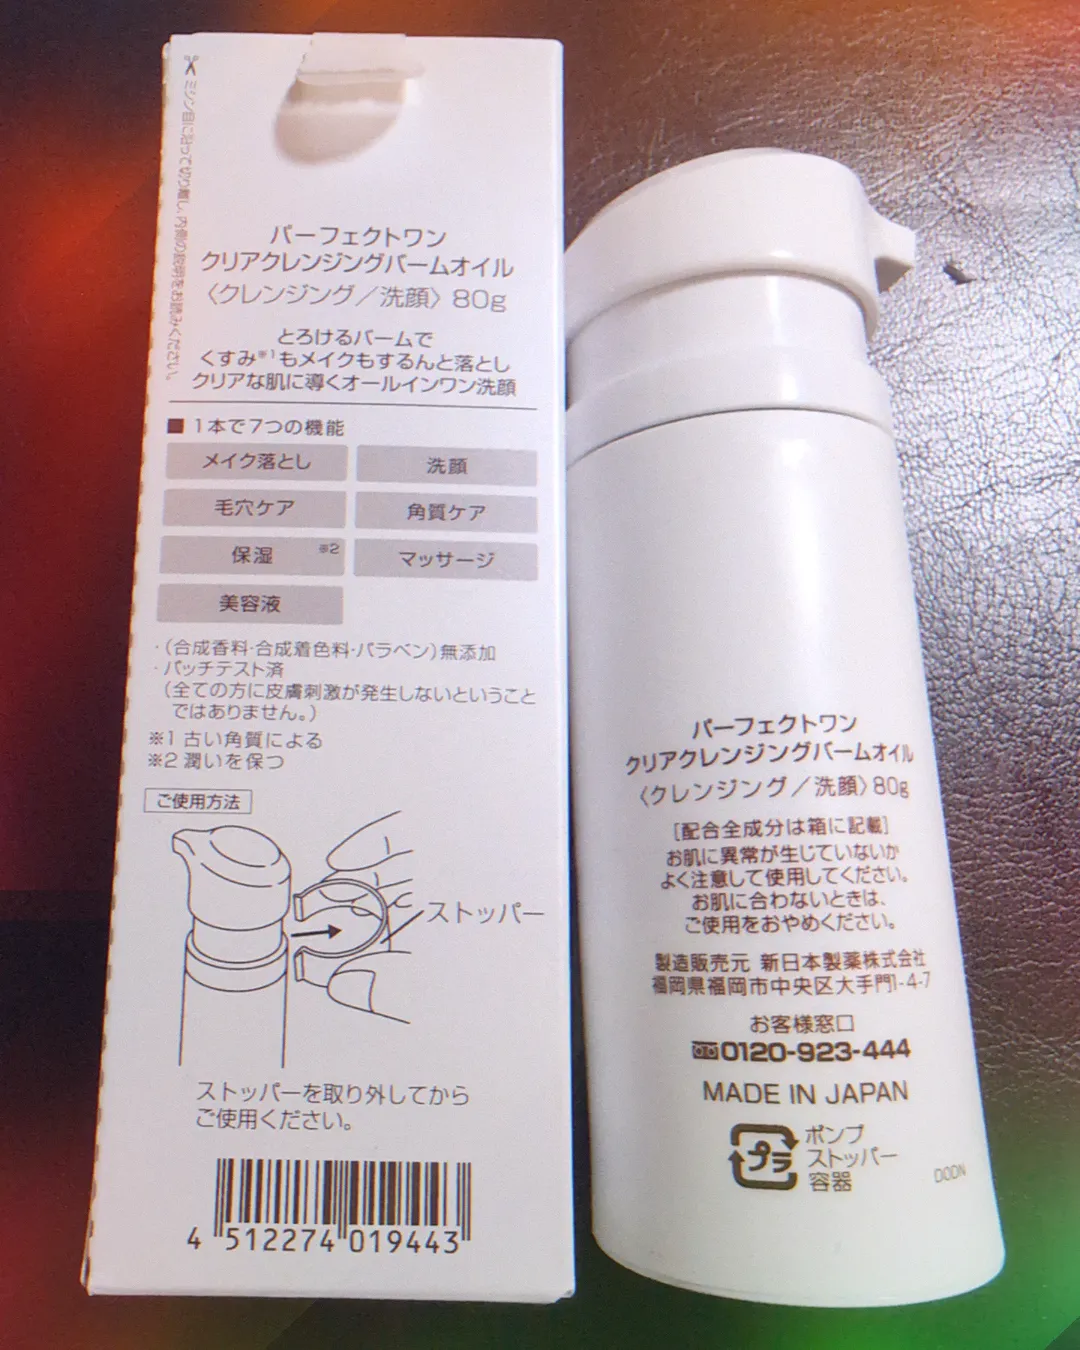 ミシン目に沿って切り離し、内側の説明をお読みください。
パーフェクトワン
クリアクレンジングバームオイル
〈クレンジング／洗顔〉80g
とろけるバームで
くすみ※1もメイクもするんと落とし
クリアな肌に導くオールインワン洗顔
■1本で7つの機能
メイク落とし
洗顔
毛穴ケア
角質ケア
保湿 ※2
マッサージ
美容液
・(合成香料・合成着色料・パラベン)無添加
・パッチテスト済
(全ての方に皮膚刺激が発生しないということ
ではありません。)
※1 古い角質による
※2 潤いを保つ
ご使用方法
ストッパー
ストッパーを取り外してから
ご使用ください。
4 512274 019443
パーフェクトワン
クリアクレンジングバームオイル
〈クレンジング／洗顔〉80g
[配合全成分は箱に記載]
お肌に異常が生じていないか
よく注意して使用してください。
お肌に合わないときは、
ご使用をおやめください。
製造販売元 新日本製薬株式会社
福岡県福岡市中央区大手門1-4-7
お客様窓口
0120-923-444
MADE IN JAPAN
プラ
ポンプ
ストッパー
容器
DODN